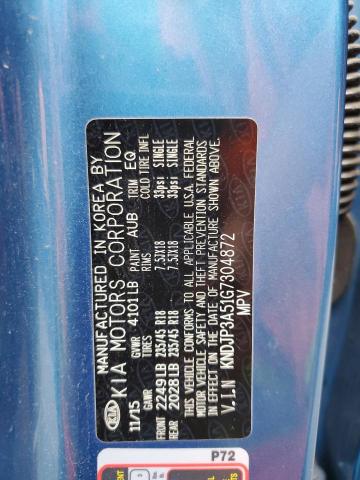 MANUFACTURED IN KOREA BY
KIA KIA MOTORS CORPORATION
11/15 GVWR 4101LB PAINT AUB TRIM EQ
GAWR TIRES RIMS COLD TIRE INFL
FRONT 2249LB 235/45 R18 7.5JX18 33psi SINGLE
REAR 2028LB 235/45 R18 7.5JX18 33psi SINGLE
THIS VEHICLE CONFORMS TO ALL APPLICABLE U.S.A. FEDERAL
MOTOR VEHICLE SAFETY AND THEFT PREVENTION STANDARDS
IN EFFECT ON THE DATE OF MANUFACTURE SHOWN ABOVE.
V.I.N KNDJP3A51G7304872
MPV
P72